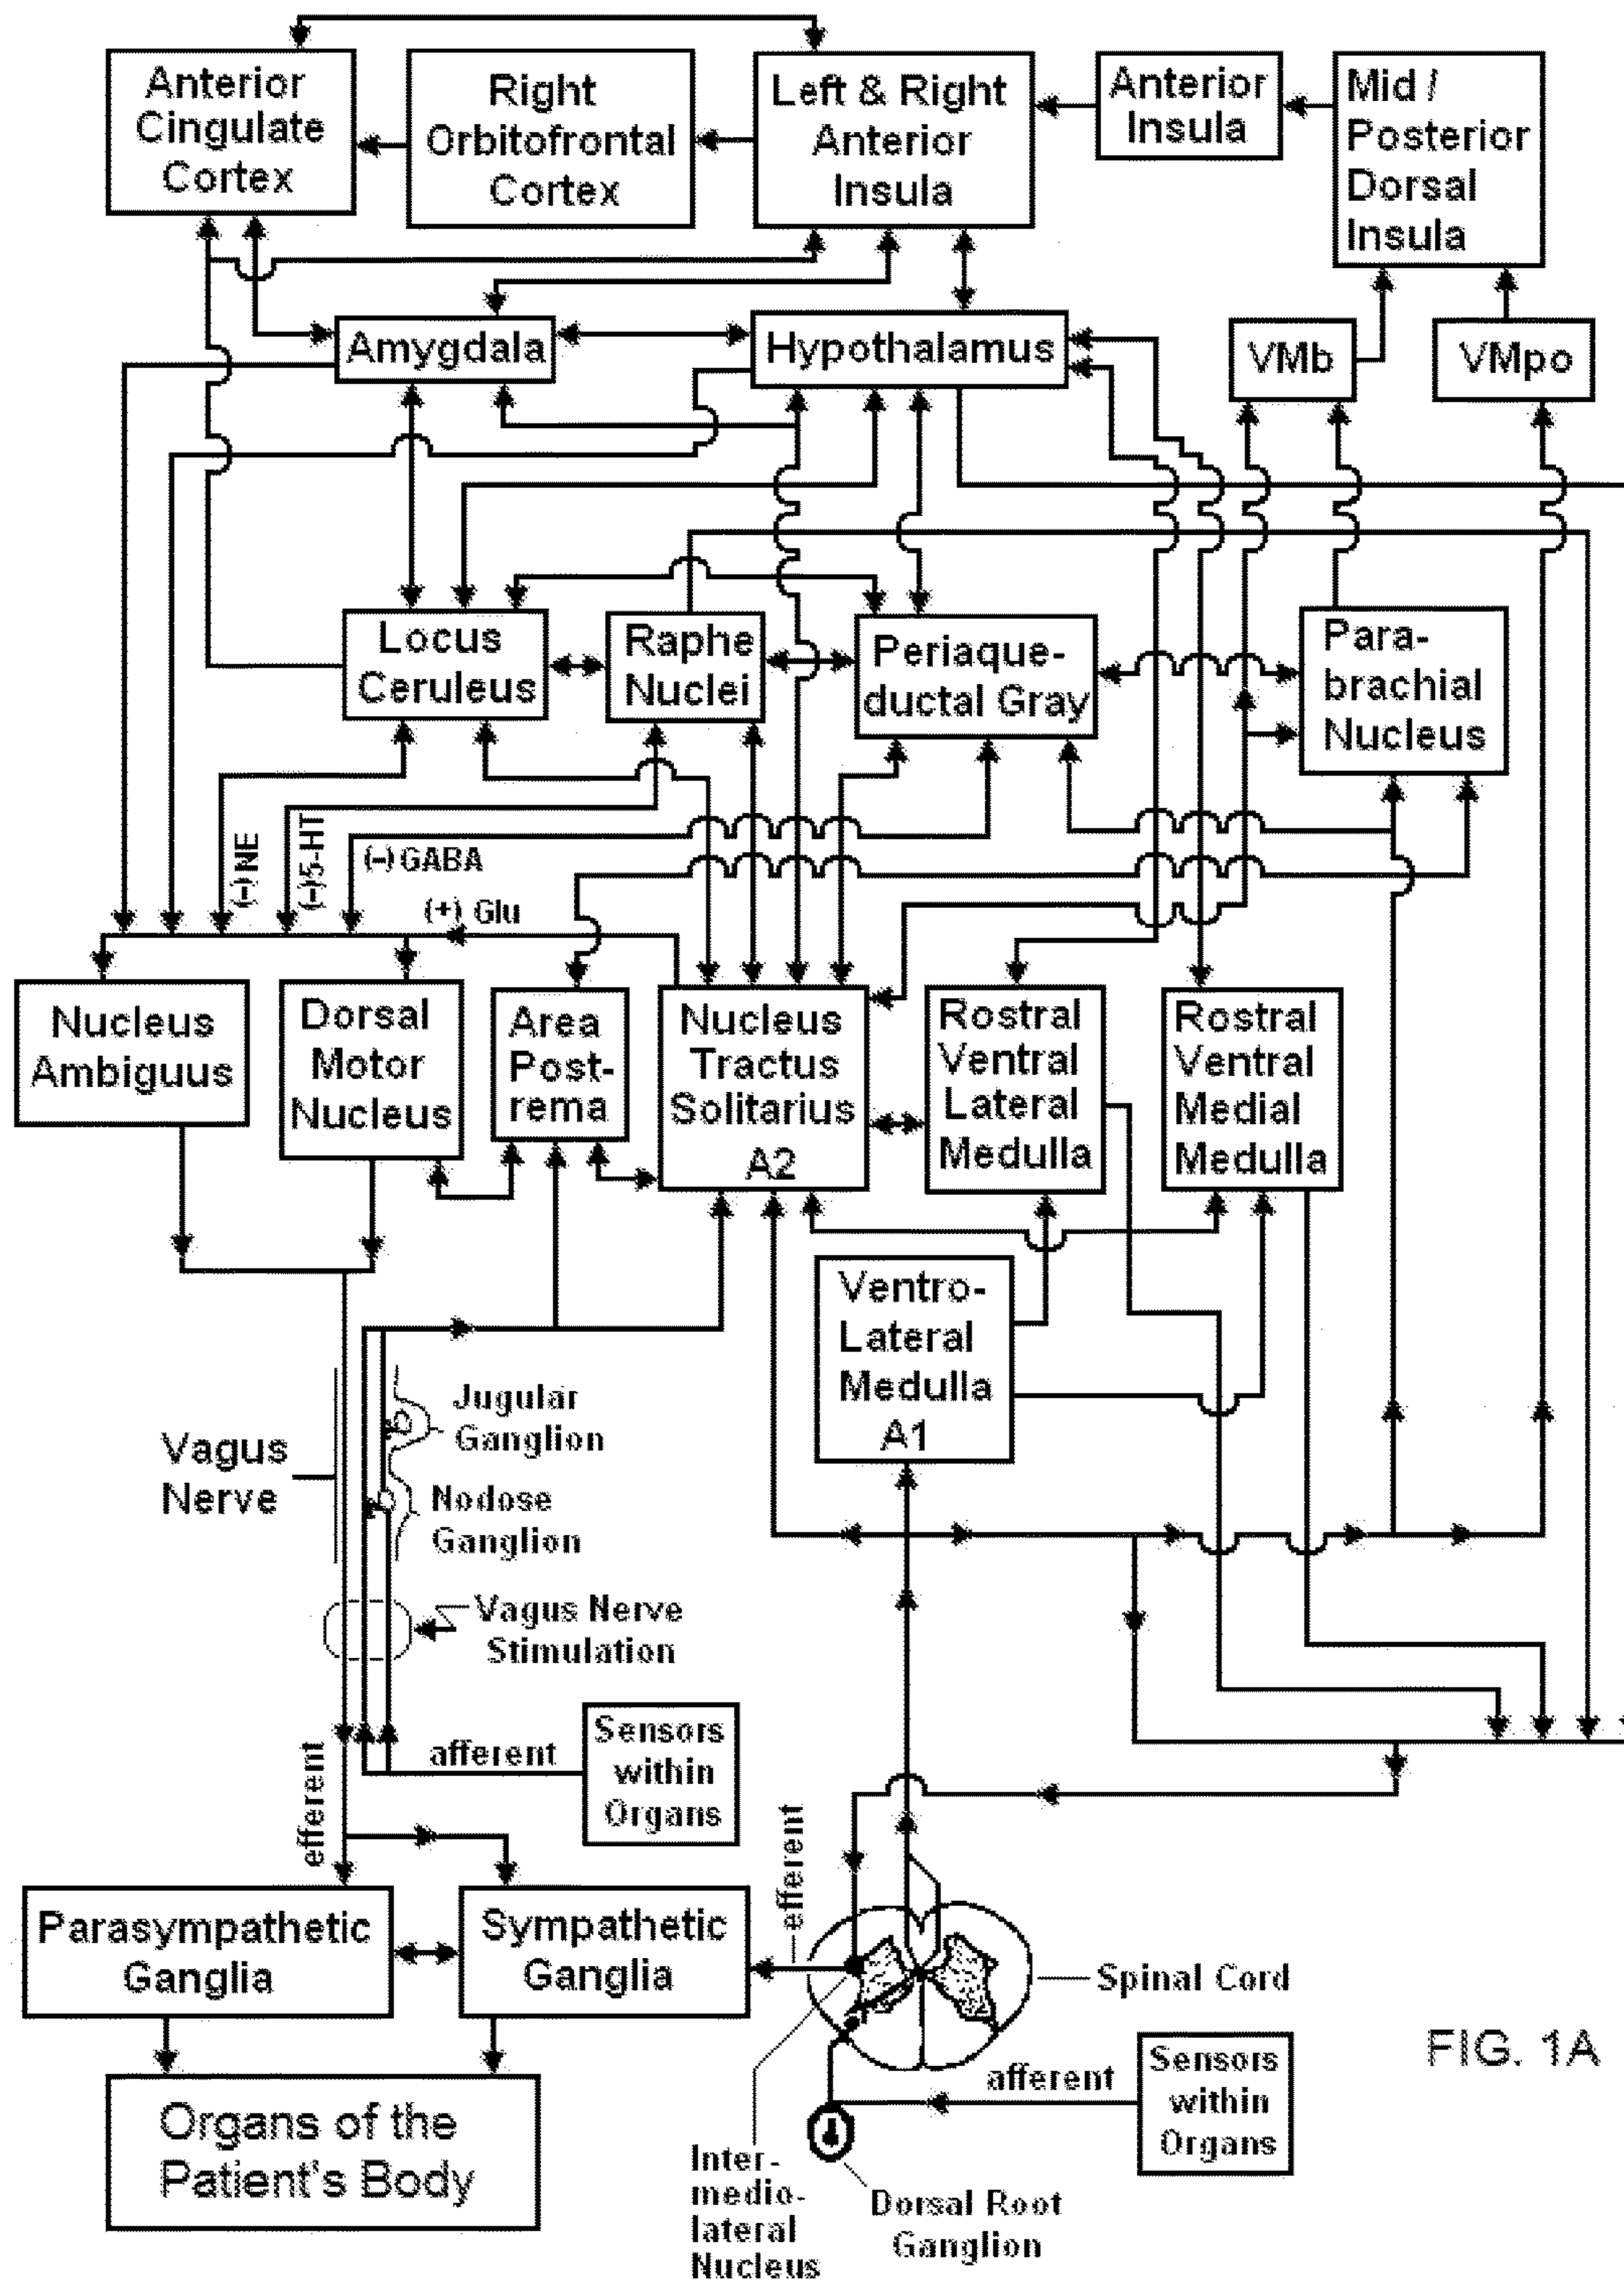 Anterior
Cingulate
Cortex
Right
Orbitofrontal
Cortex
Left & Right
Anterior
Insula
Anterior
Insula
Mid /
Posterior
Dorsal
Insula
Amygdala
Hypothalamus
VMb
VMpo
Locus
Ceruleus
Raphe
Nuclei
Periaque-
ductal Gray
Para-
brachial
Nucleus
(–) NE
(–)5-HT
(–) GABA
(+) Glu
Nucleus
Ambiguus
Dorsal
Motor
Nucleus
Area
Post-
rema
Nucleus
Tractus
Solitarius
A2
Rostral
Ventral
Lateral
Medulla
Rostral
Ventral
Medial
Medulla
Ventro-
Lateral
Medulla
A1
Jugular
Ganglion
Vagus
Nerve
Nodose
Ganglion
Vagus Nerve
Stimulation
Sensors
within
Organs
afferent
efferent
Parasympathetic
Ganglia
Sympathetic
Ganglia
efferent
Spinal Cord
FIG. 1A
afferent
Sensors
within
Organs
Organs of the
Patient's Body
Inter-
medio-
lateral
Nucleus
Dorsal Root
Ganglion